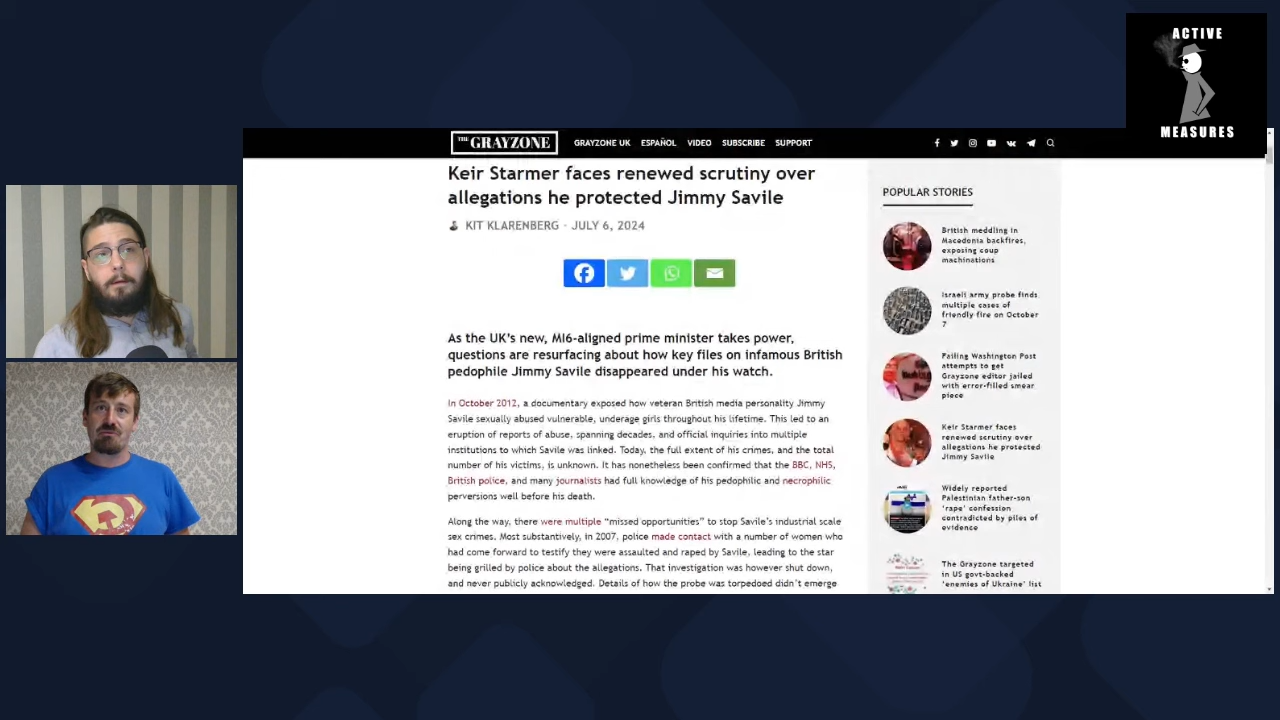 ACTIVE
MEASURES
THE GRAYZONE
GRAYZONE UK ESPAÑOL VIDEO SUBSCRIBE SUPPORT
Keir Starmer faces renewed scrutiny over
allegations he protected Jimmy Savile
KIT KLARENBERG - JULY 6, 2024
As the UK's new, MI6-aligned prime minister takes power,
questions are resurfacing about how key files on infamous British
pedophile Jimmy Savile disappeared under his watch.
In October 2012, a documentary exposed how veteran British media personality Jimmy
Savile sexually abused vulnerable, underage girls throughout his lifetime. This led to an
eruption of reports of abuse, spanning decades, and official inquiries into multiple
institutions to which Savile was linked. Today, the full extent of his crimes, and the total
number of his victims, is unknown. It has nonetheless been confirmed that the BBC, NHS,
British police, and many journalists had full knowledge of his pedophilic and necrophilic
perversions well before his death.
Along the way, there were multiple “missed opportunities” to stop Savile's industrial scale
sex crimes. Most substantively, in 2007, police made contact with a number of women who
had come forward to testify they were assaulted and raped by Savile, leading to the star
being grilled by police about the allegations. That investigation was however shut down,
and never publicly acknowledged. Details of how the probe was torpedoed didn't emerge
POPULAR STORIES
British meddling in
Macedonia backfires,
exposing coup
machinations
Israeli army probe finds
multiple cases of
friendly fire on October
7
Failing Washington Post
attempts to get
Grayzone editor jailed
with error-filled smear
piece
Keir Starmer faces
renewed scrutiny over
allegations he protected
Jimmy Savile
Widely reported
Palestinian father-son
‘rape’ confession
contradicted by piles of
evidence
The Grayzone targeted
in US govt-backed
‘enemies of Ukraine’ list